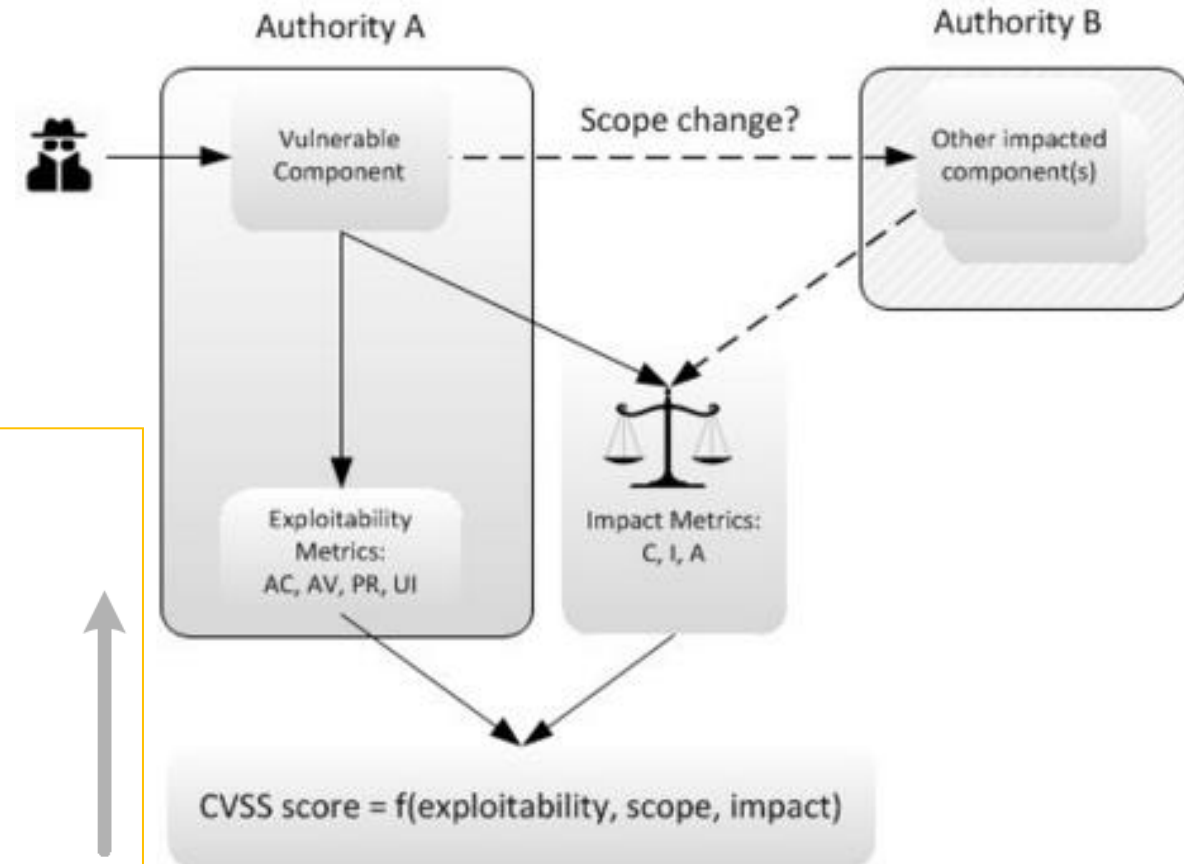 Authority A
Authority B
Vulnerable
Component
Scope change?
Other impacted
component(s)
Exploitability
Metrics:
AC, AV, PR, UI
Impact Metrics:
C, I, A
CVSS score = f(exploitability, scope, impact)